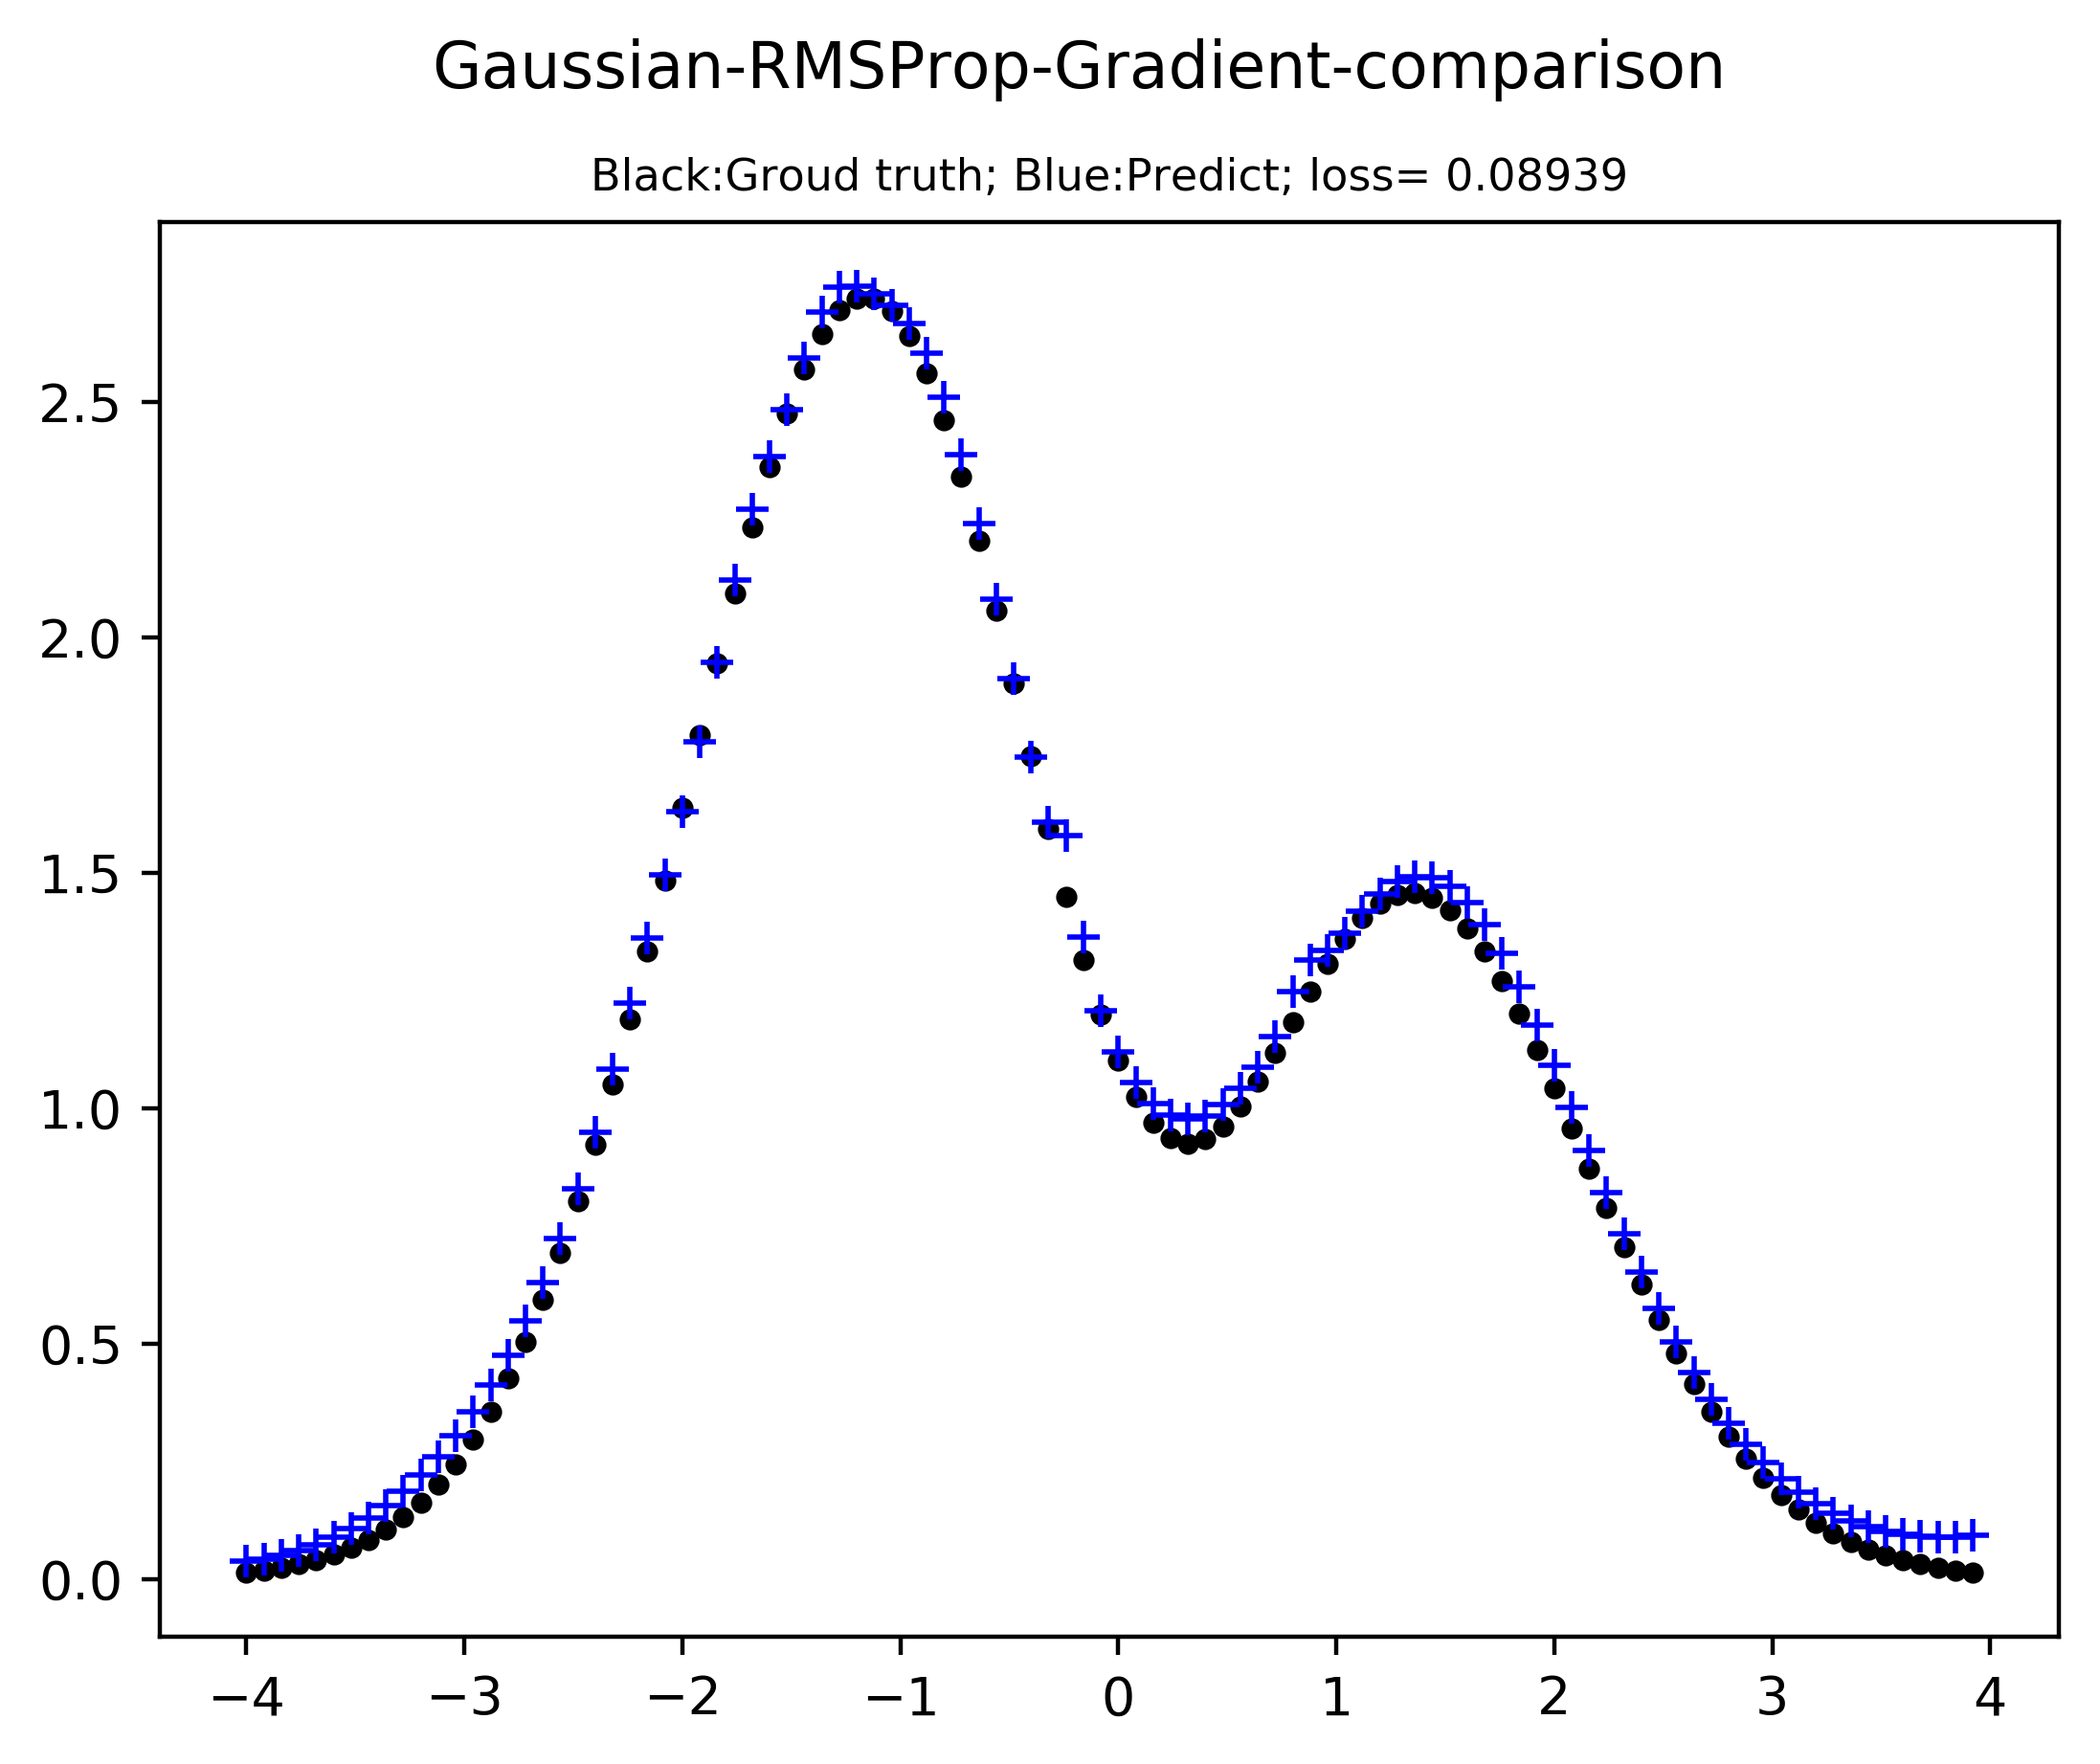 Gaussian-RMSProp-Gradient-comparison
Black:Groud truth; Blue:Predict; loss= 0.08939
2.5
2.0
1.5
1.0
0.5
0.0
−4 −3 −2 −1 0 1 2 3 4